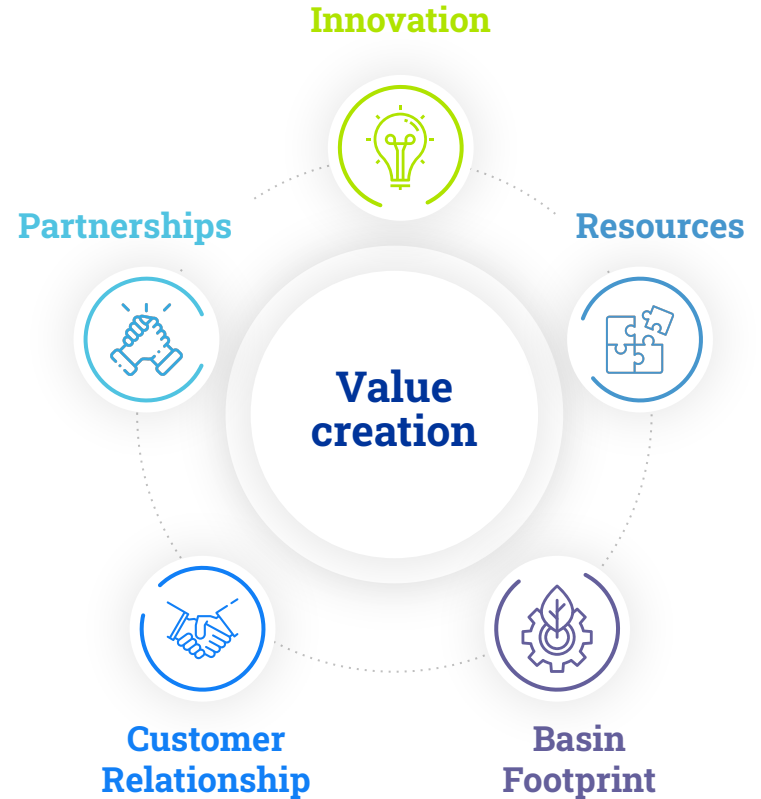 Innovation
Partnerships
Resources
Value
creation
Customer
Relationship
Basin
Footprint